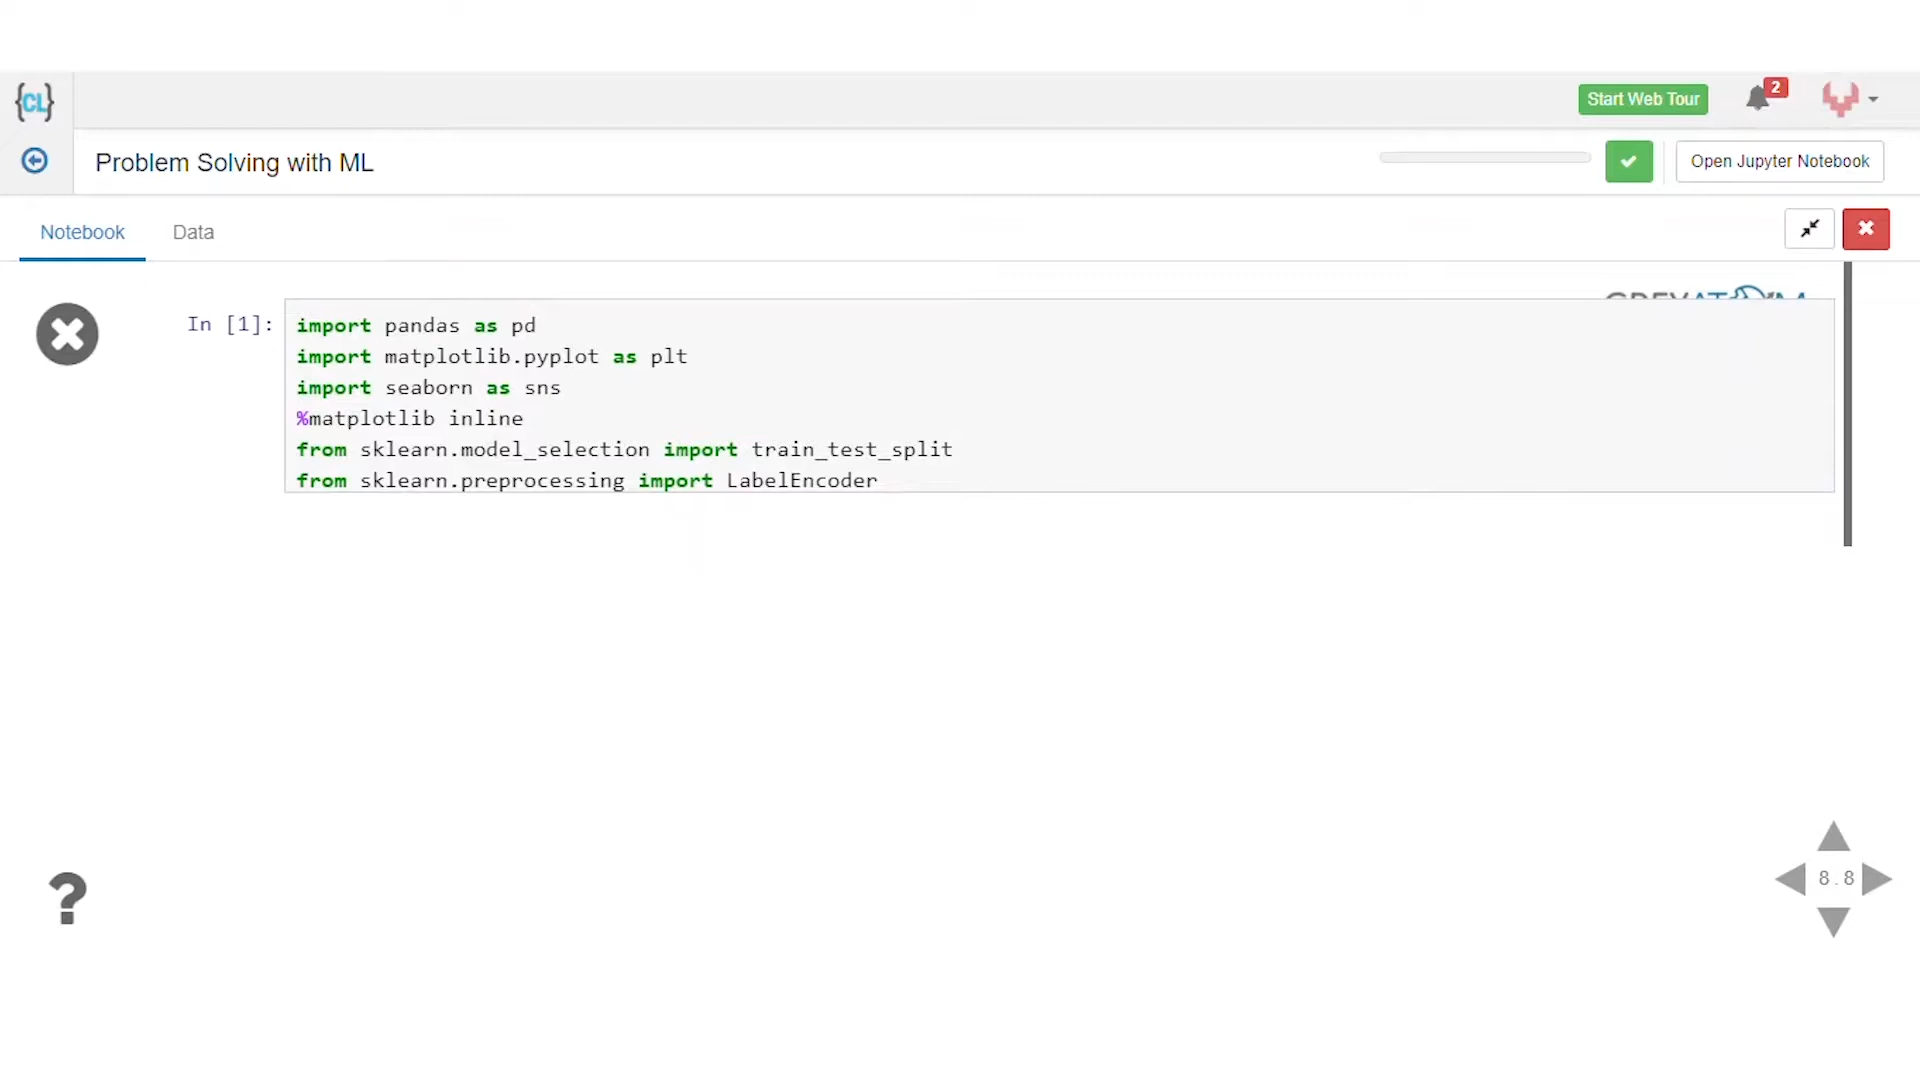 {CL}
Start Web Tour
2
Problem Solving with ML
Open Jupyter Notebook
Notebook
Data
GREYATOM
In [1]:
import pandas as pd
import matplotlib.pyplot as plt
import seaborn as sns
%matplotlib inline
from sklearn.model_selection import train_test_split
from sklearn.preprocessing import LabelEncoder
?
8.8